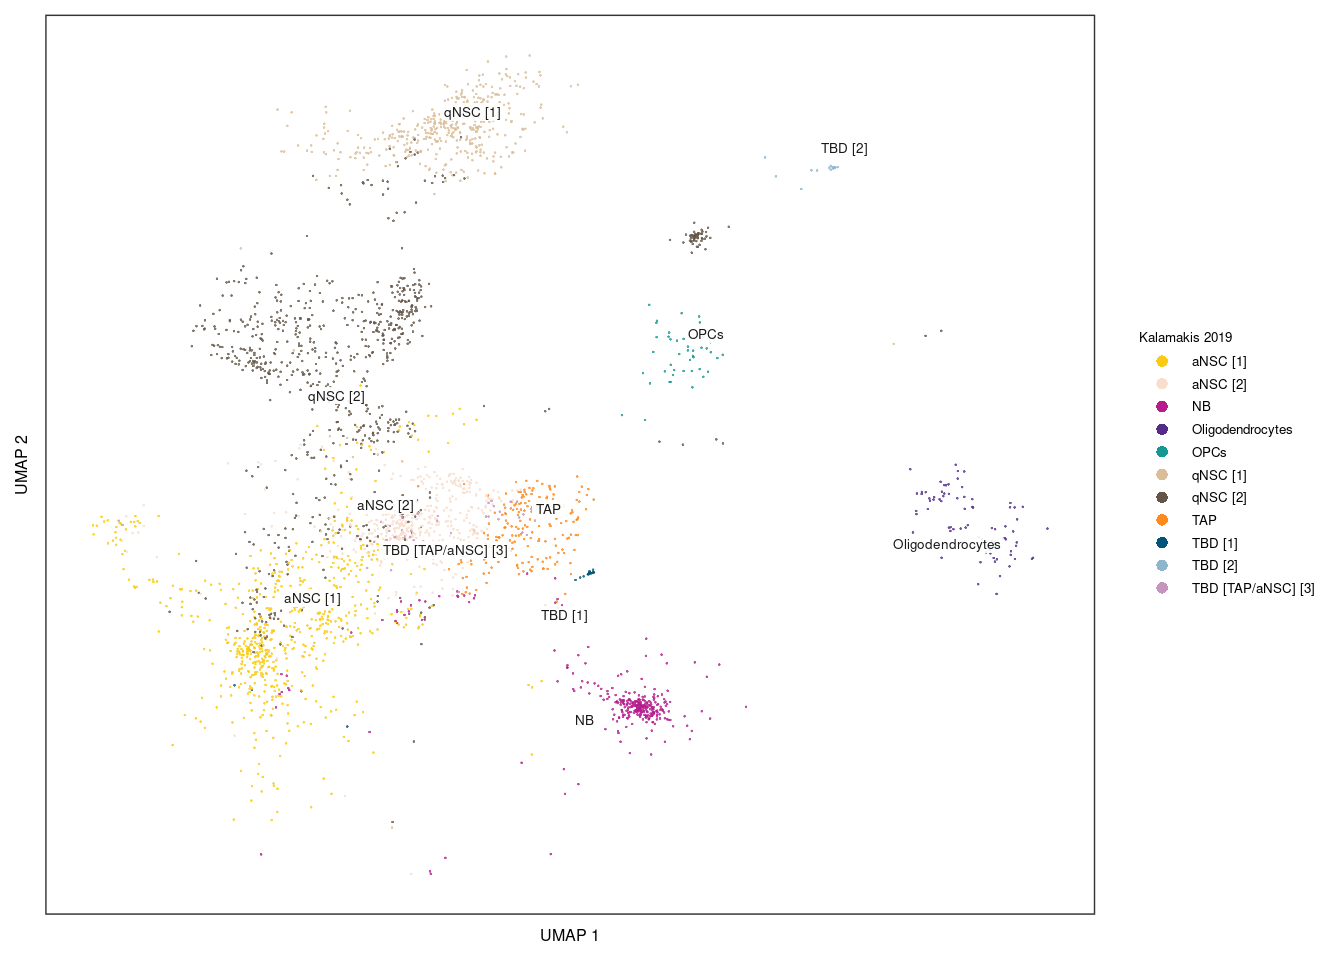 qNSC [1]
TBD [2]
OPCs
qNSC [2]
aNSC [2]
TAP
TBD [TAP/aNSC] [3]
Oligodendrocytes
aNSC [1]
TBD [1]
NB
UMAP 2
UMAP 1
Kalamakis 2019
aNSC [1]
aNSC [2]
NB
Oligodendrocytes
OPCs
qNSC [1]
qNSC [2]
TAP
TBD [1]
TBD [2]
TBD [TAP/aNSC] [3]